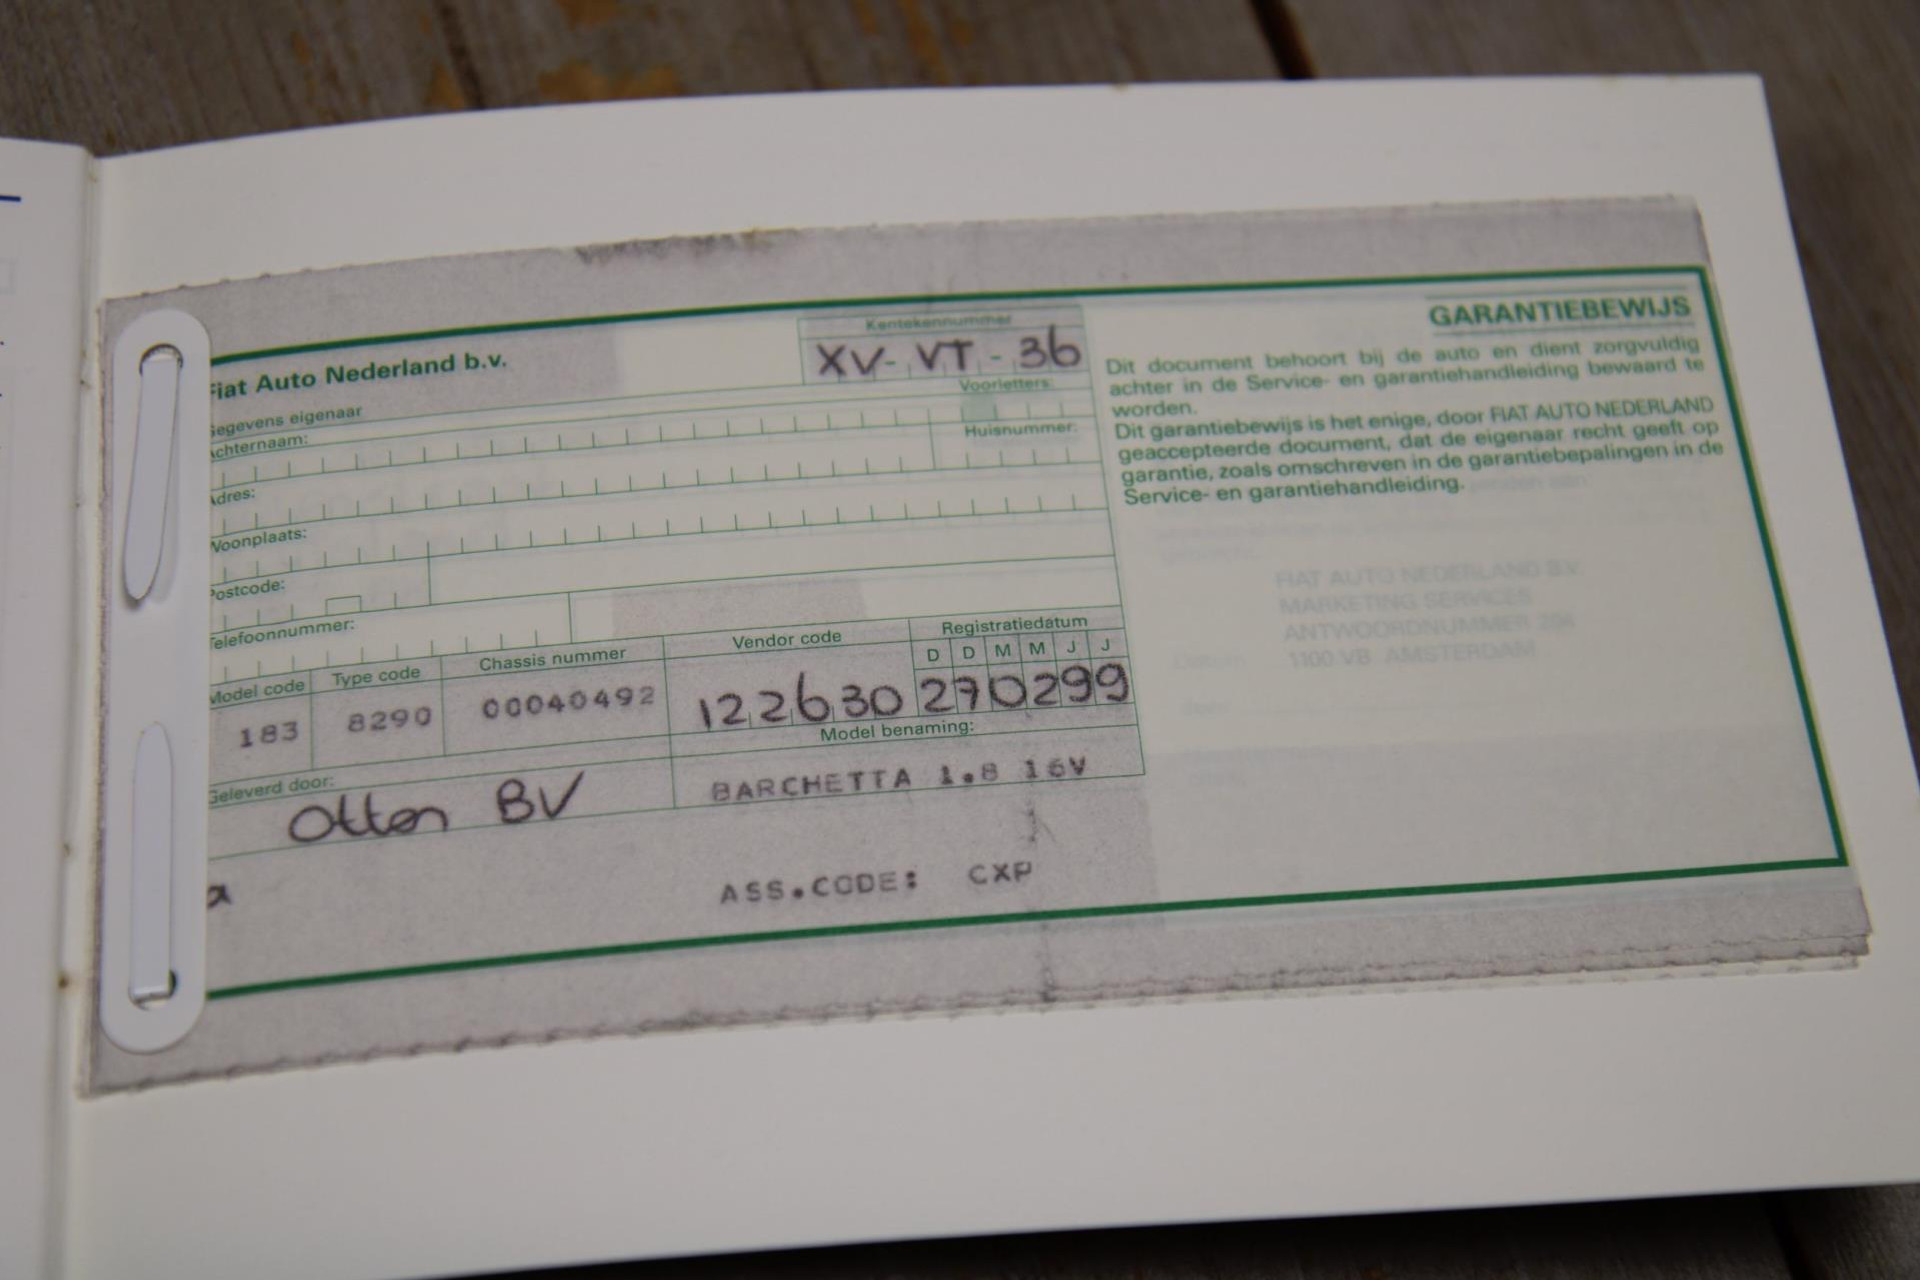 GARANTIEBEWIJS
Fiat Auto Nederland b.v.
Kentekennummer
XV-VT-36
Gegevens eigenaar
Achternaam:
Voorletters:
Adres:
Huisnummer:
Woonplaats:
Postcode:
Telefoonnummer:
Model code
Type code
Chassis nummer
Vendor code
Registratiedatum
D D M M J J
183
8290
00040492
122630
270299
Geleverd door:
Otten BV
Model benaming:
BARCHETTA 1.8 16V
a
ASS.CODE: CXP
Dit document behoort bij de auto en dient zorgvuldig
achter in de Service- en garantiehandleiding bewaard te
worden.
Dit garantiebewijs is het enige, door FIAT AUTO NEDERLAND
geaccepteerde document, dat de eigenaar recht geeft op
garantie, zoals omschreven in de garantiebepalingen in de
Service- en garantiehandleiding.
FIAT AUTO NEDERLAND B.V.
MARKETING SERVICES
ANTWOORDNUMMER
1100 VB AMSTERDAM